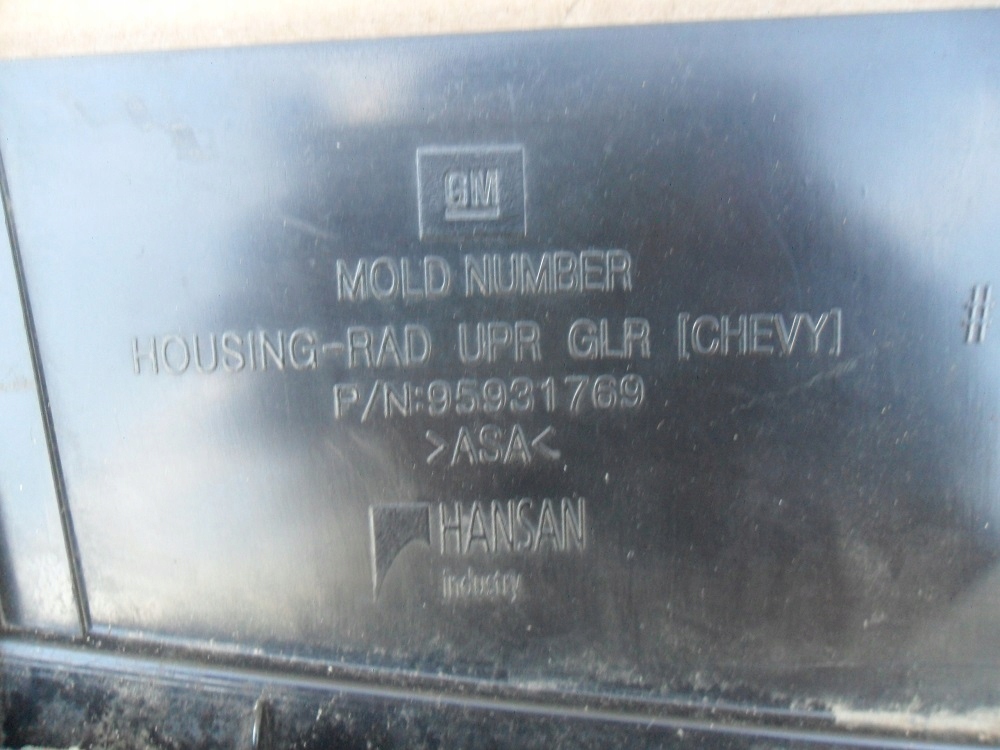 GM
MOLD NUMBER
HOUSING-RAD UPR GLR [CHEVY]
#
P/N:95931769
>ASA<
HANSAN
industry